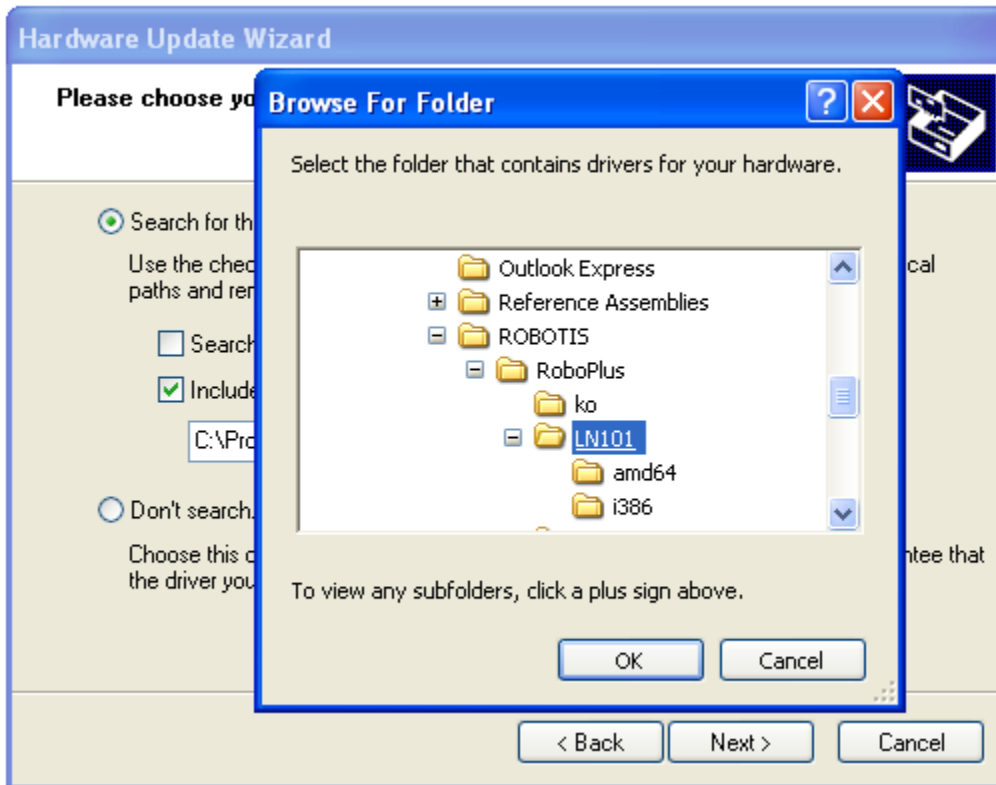 Hardware Update Wizard
Please choose yo
Browse For Folder
Select the folder that contains drivers for your hardware.
Search for th
Use the chec
cal
paths and rem
Search
Include
C:\Pro
Outlook Express
Reference Assemblies
ROBOTIS
RoboPlus
ko
LN101
amd64
i386
Don't search.
Choose this c
ntee that
the driver you
To view any subfolders, click a plus sign above.
OK
Cancel
< Back
Next >
Cancel